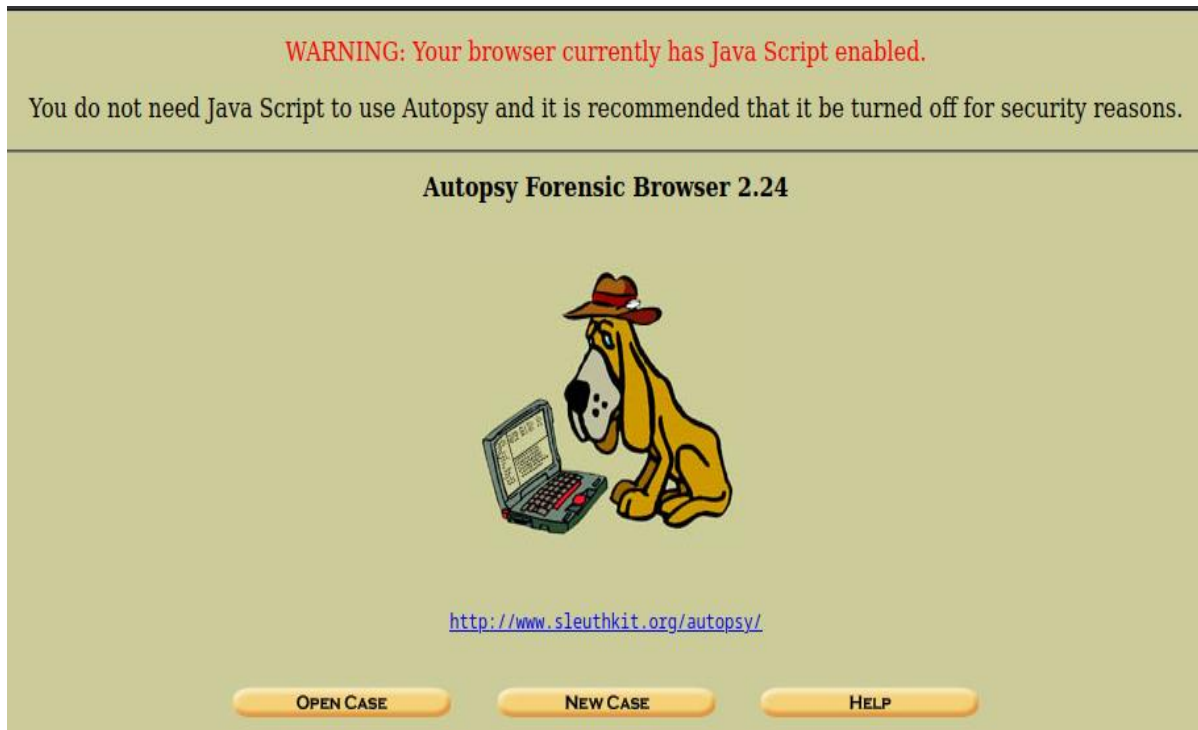 WARNING: Your browser currently has Java Script enabled.
You do not need Java Script to use Autopsy and it is recommended that it be turned off for security reasons.
Autopsy Forensic Browser 2.24
http://www.sleuthkit.org/autopsy/
OPEN CASE
NEW CASE
HELP